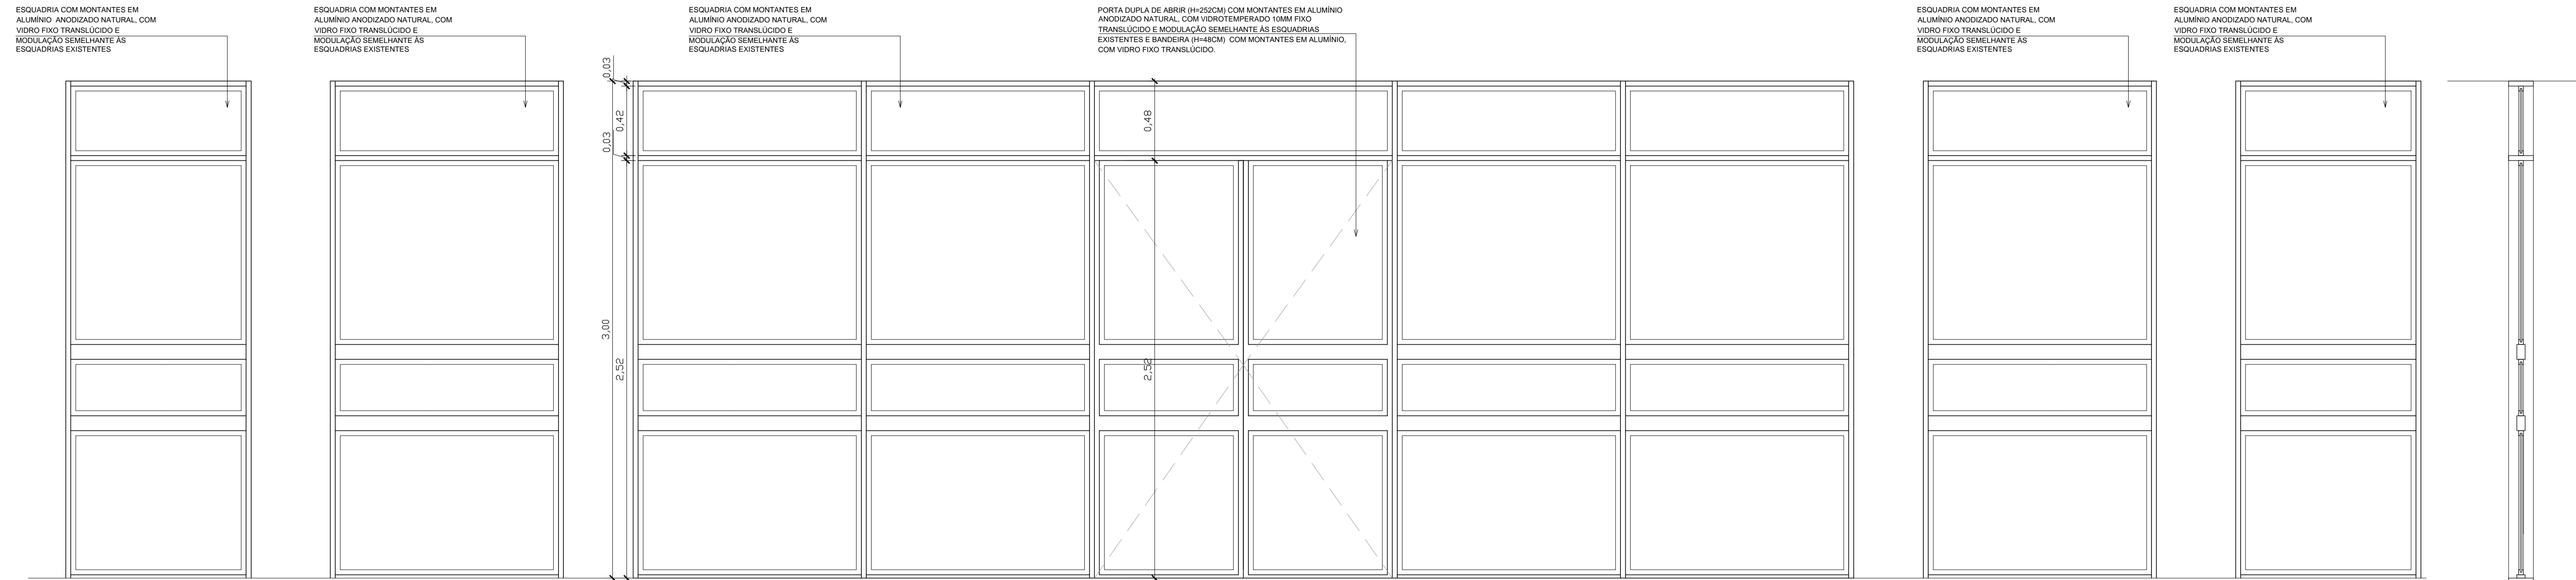 ESQUADRIA COM MONTANTES EM
ALUMÍNIO  ANODIZADO NATURAL, COM
VIDRO FIXO TRANSLÚCIDO E
MODULAÇÃO SEMELHANTE ÀS
ESQUADRIAS EXISTENTES
ESQUADRIA COM MONTANTES EM
ALUMÍNIO ANODIZADO NATURAL, COM
VIDRO FIXO TRANSLÚCIDO E
MODULAÇÃO SEMELHANTE ÀS
ESQUADRIAS EXISTENTES
ESQUADRIA COM MONTANTES EM
ALUMÍNIO ANODIZADO NATURAL, COM
VIDRO FIXO TRANSLÚCIDO E
MODULAÇÃO SEMELHANTE ÀS
ESQUADRIAS EXISTENTES
PORTA DUPLA DE ABRIR (H=252CM) COM MONTANTES EM ALUMÍNIO
ANODIZADO NATURAL, COM VIDROTEMPERADO 10MM FIXO
TRANSLÚCIDO E MODULAÇÃO SEMELHANTE ÀS ESQUADRIAS
EXISTENTES E BANDEIRA (H=48CM)  COM MONTANTES EM ALUMÍNIO,
COM VIDRO FIXO TRANSLÚCIDO.
ESQUADRIA COM MONTANTES EM
ALUMÍNIO ANODIZADO NATURAL, COM
VIDRO FIXO TRANSLÚCIDO E
MODULAÇÃO SEMELHANTE ÀS
ESQUADRIAS EXISTENTES
ESQUADRIA COM MONTANTES EM
ALUMÍNIO ANODIZADO NATURAL, COM
VIDRO FIXO TRANSLÚCIDO E
MODULAÇÃO SEMELHANTE ÀS
ESQUADRIAS EXISTENTES
0,03
0,42
0,03
3,00
2,52
0,48
2,52